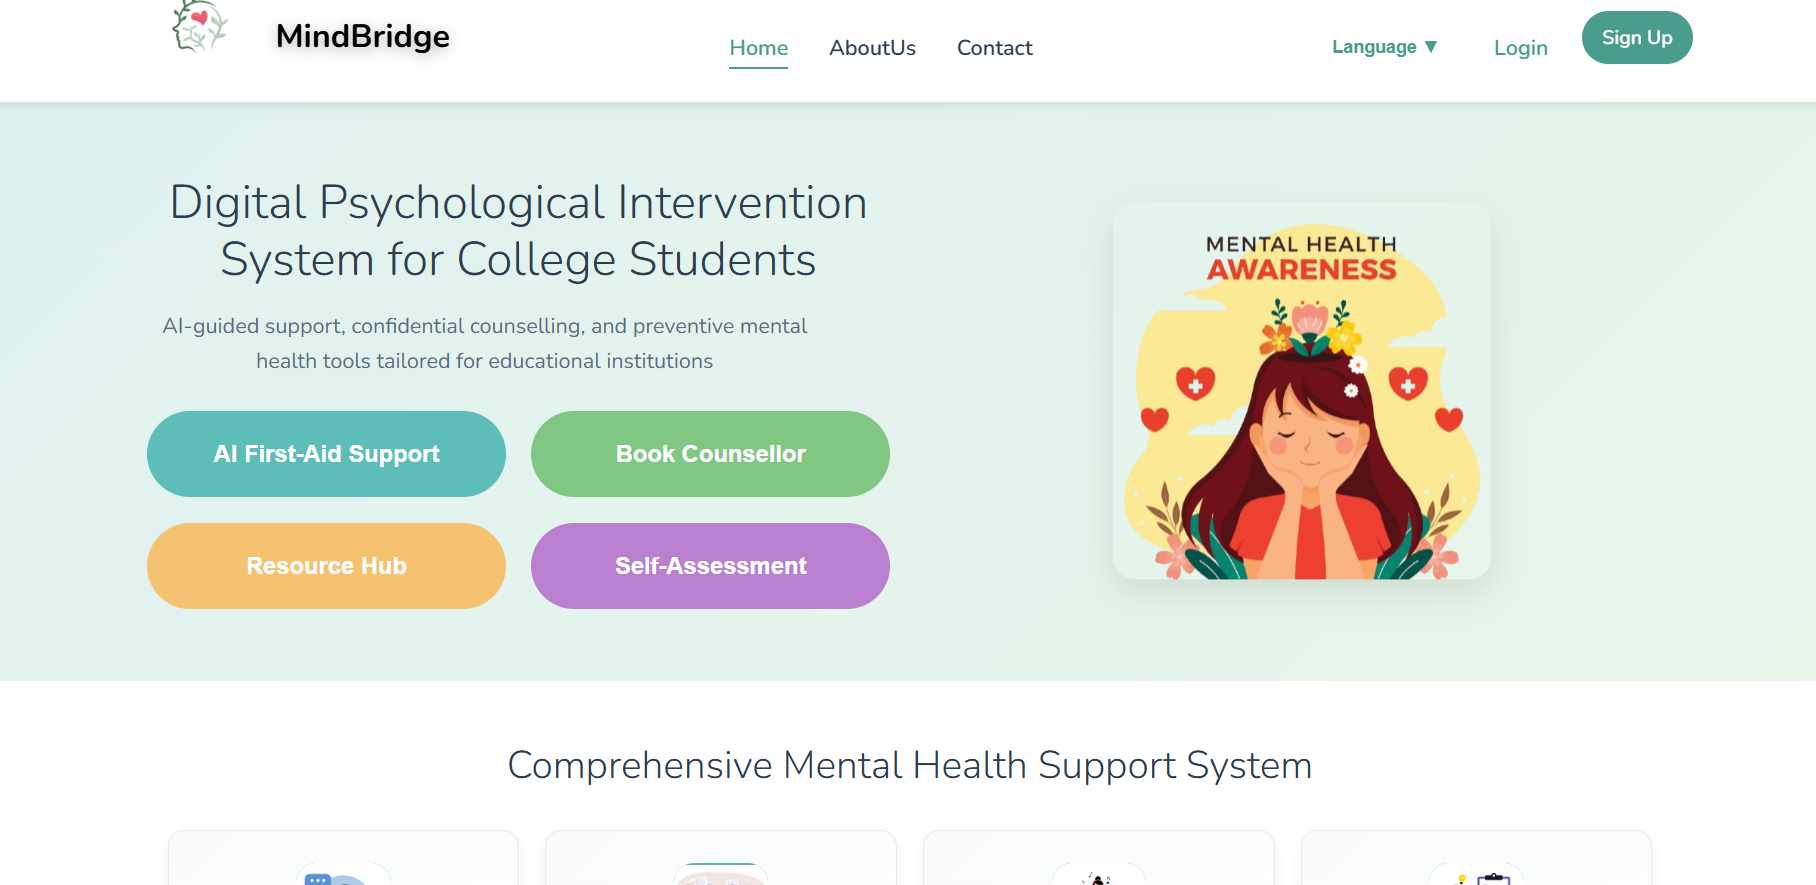 MindBridge
Home
AboutUs
Contact
Language ▼
Login
Sign Up
Digital Psychological Intervention
System for College Students
AI-guided support, confidential counselling, and preventive mental
health tools tailored for educational institutions
AI First-Aid Support
Book Counsellor
Resource Hub
Self-Assessment
MENTAL HEALTH
AWARENESS
Comprehensive Mental Health Support System